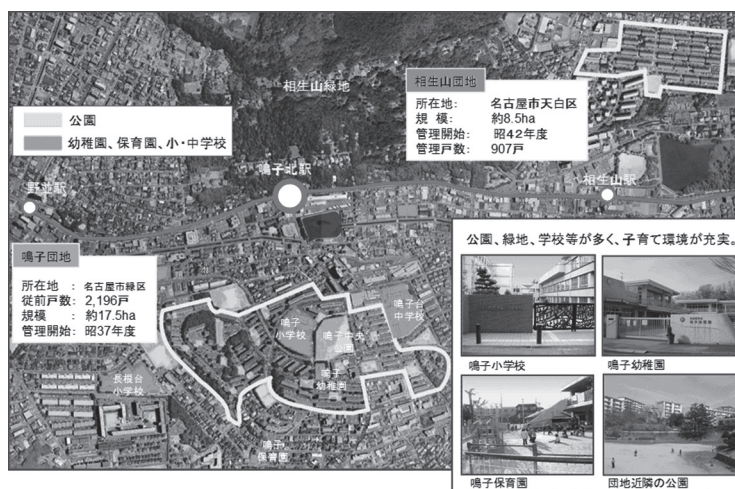 相生山緑地
公園
幼稚園、保育園、小・中学校
相生山団地
所在地: 名古屋市天白区
規 模: 約8.5ha
管理開始: 昭42年度
管理戸数: 907戸
野並駅
鳴子北駅
相生山駅
鳴子団地
所在地 : 名古屋市緑区
従前戸数: 2,196戸
規模 : 約17.5ha
管理開始: 昭37年度
鳴子
小学校
鳴子中央
公園
鳴子
幼稚園
鳴子台
中学校
長根台
小学校
鳴子
保育園
公園、緑地、学校等が多く、子育て環境が充実。
鳴子小学校
鳴子幼稚園
鳴子保育園
団地近隣の公園